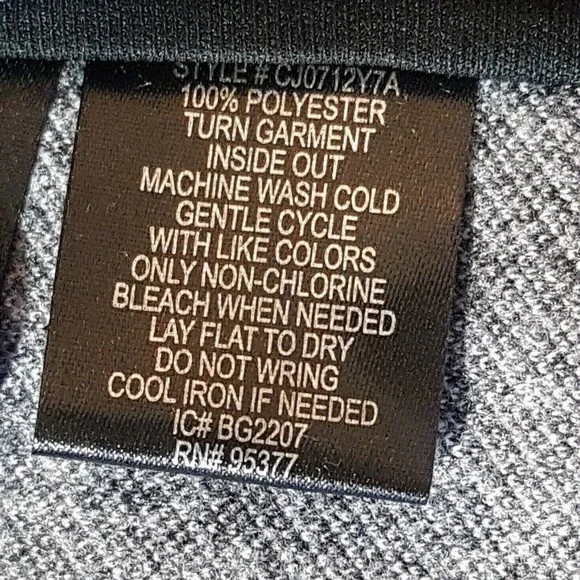 STYLE # CJ0712Y7A
100% POLYESTER
TURN GARMENT
INSIDE OUT
MACHINE WASH COLD
GENTLE CYCLE
WITH LIKE COLORS
ONLY NON-CHLORINE
BLEACH WHEN NEEDED
LAY FLAT TO DRY
DO NOT WRING
COOL IRON IF NEEDED
IC# BG2207
RN# 95377